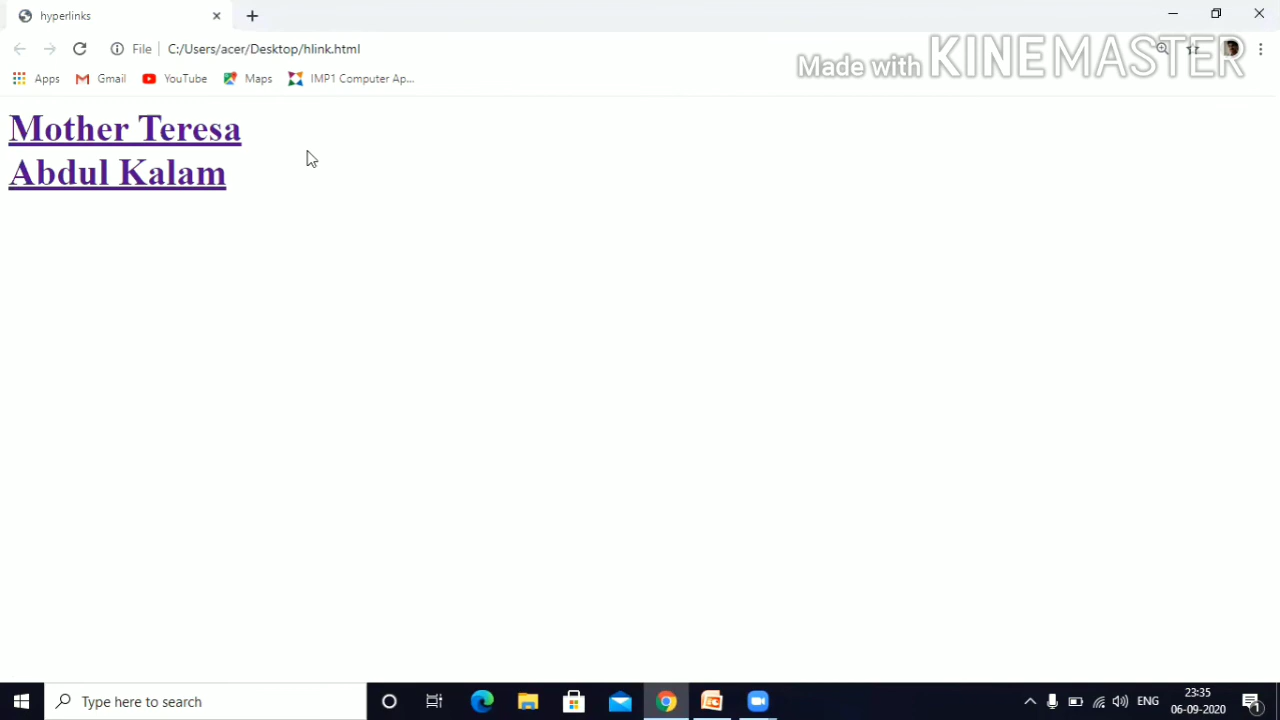 hyperlinks
File C:/Users/acer/Desktop/hlink.html
Made with KINEMASTER
Apps Gmail YouTube Maps IMP1 Computer Ap...
Mother Teresa
Abdul Kalam
Type here to search
ENG
23:35
06-09-2020
1